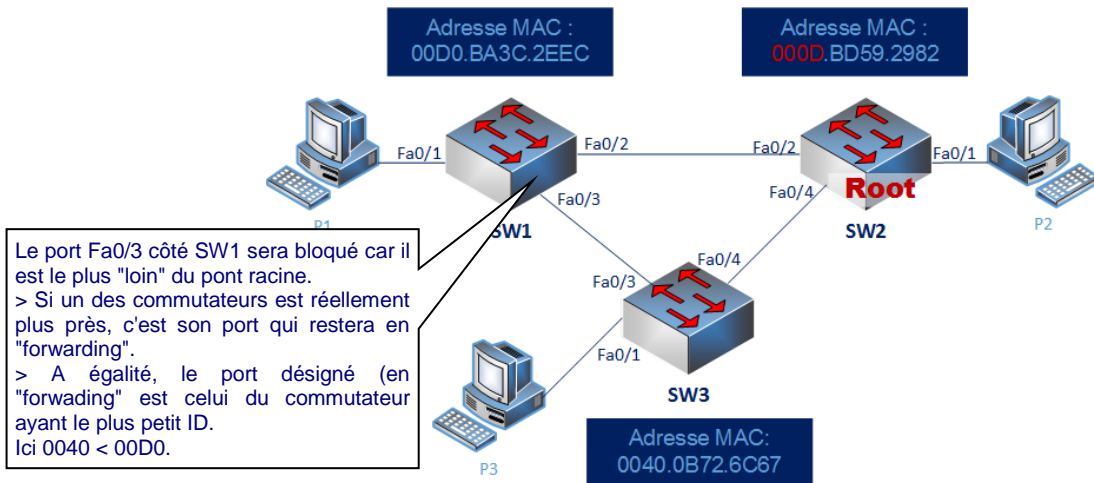 Adresse MAC :
00D0.BA3C.2EEC
Adresse MAC :
000D.BD59.2982
Fa0/1
Fa0/2
Fa0/2
Fa0/1
Root
Fa0/4
Fa0/3
P1
SW1
SW2
P2
Le port Fa0/3 côté SW1 sera bloqué car il
est le plus "loin" du pont racine.
> Si un des commutateurs est réellement
plus près, c'est son port qui restera en
"forwarding".
> A égalité, le port désigné (en
"forwading" est celui du commutateur
ayant le plus petit ID.
Ici 0040 < 00D0.
Fa0/4
Fa0/3
Fa0/1
SW3
P3
Adresse MAC:
0040.0B72.6C67